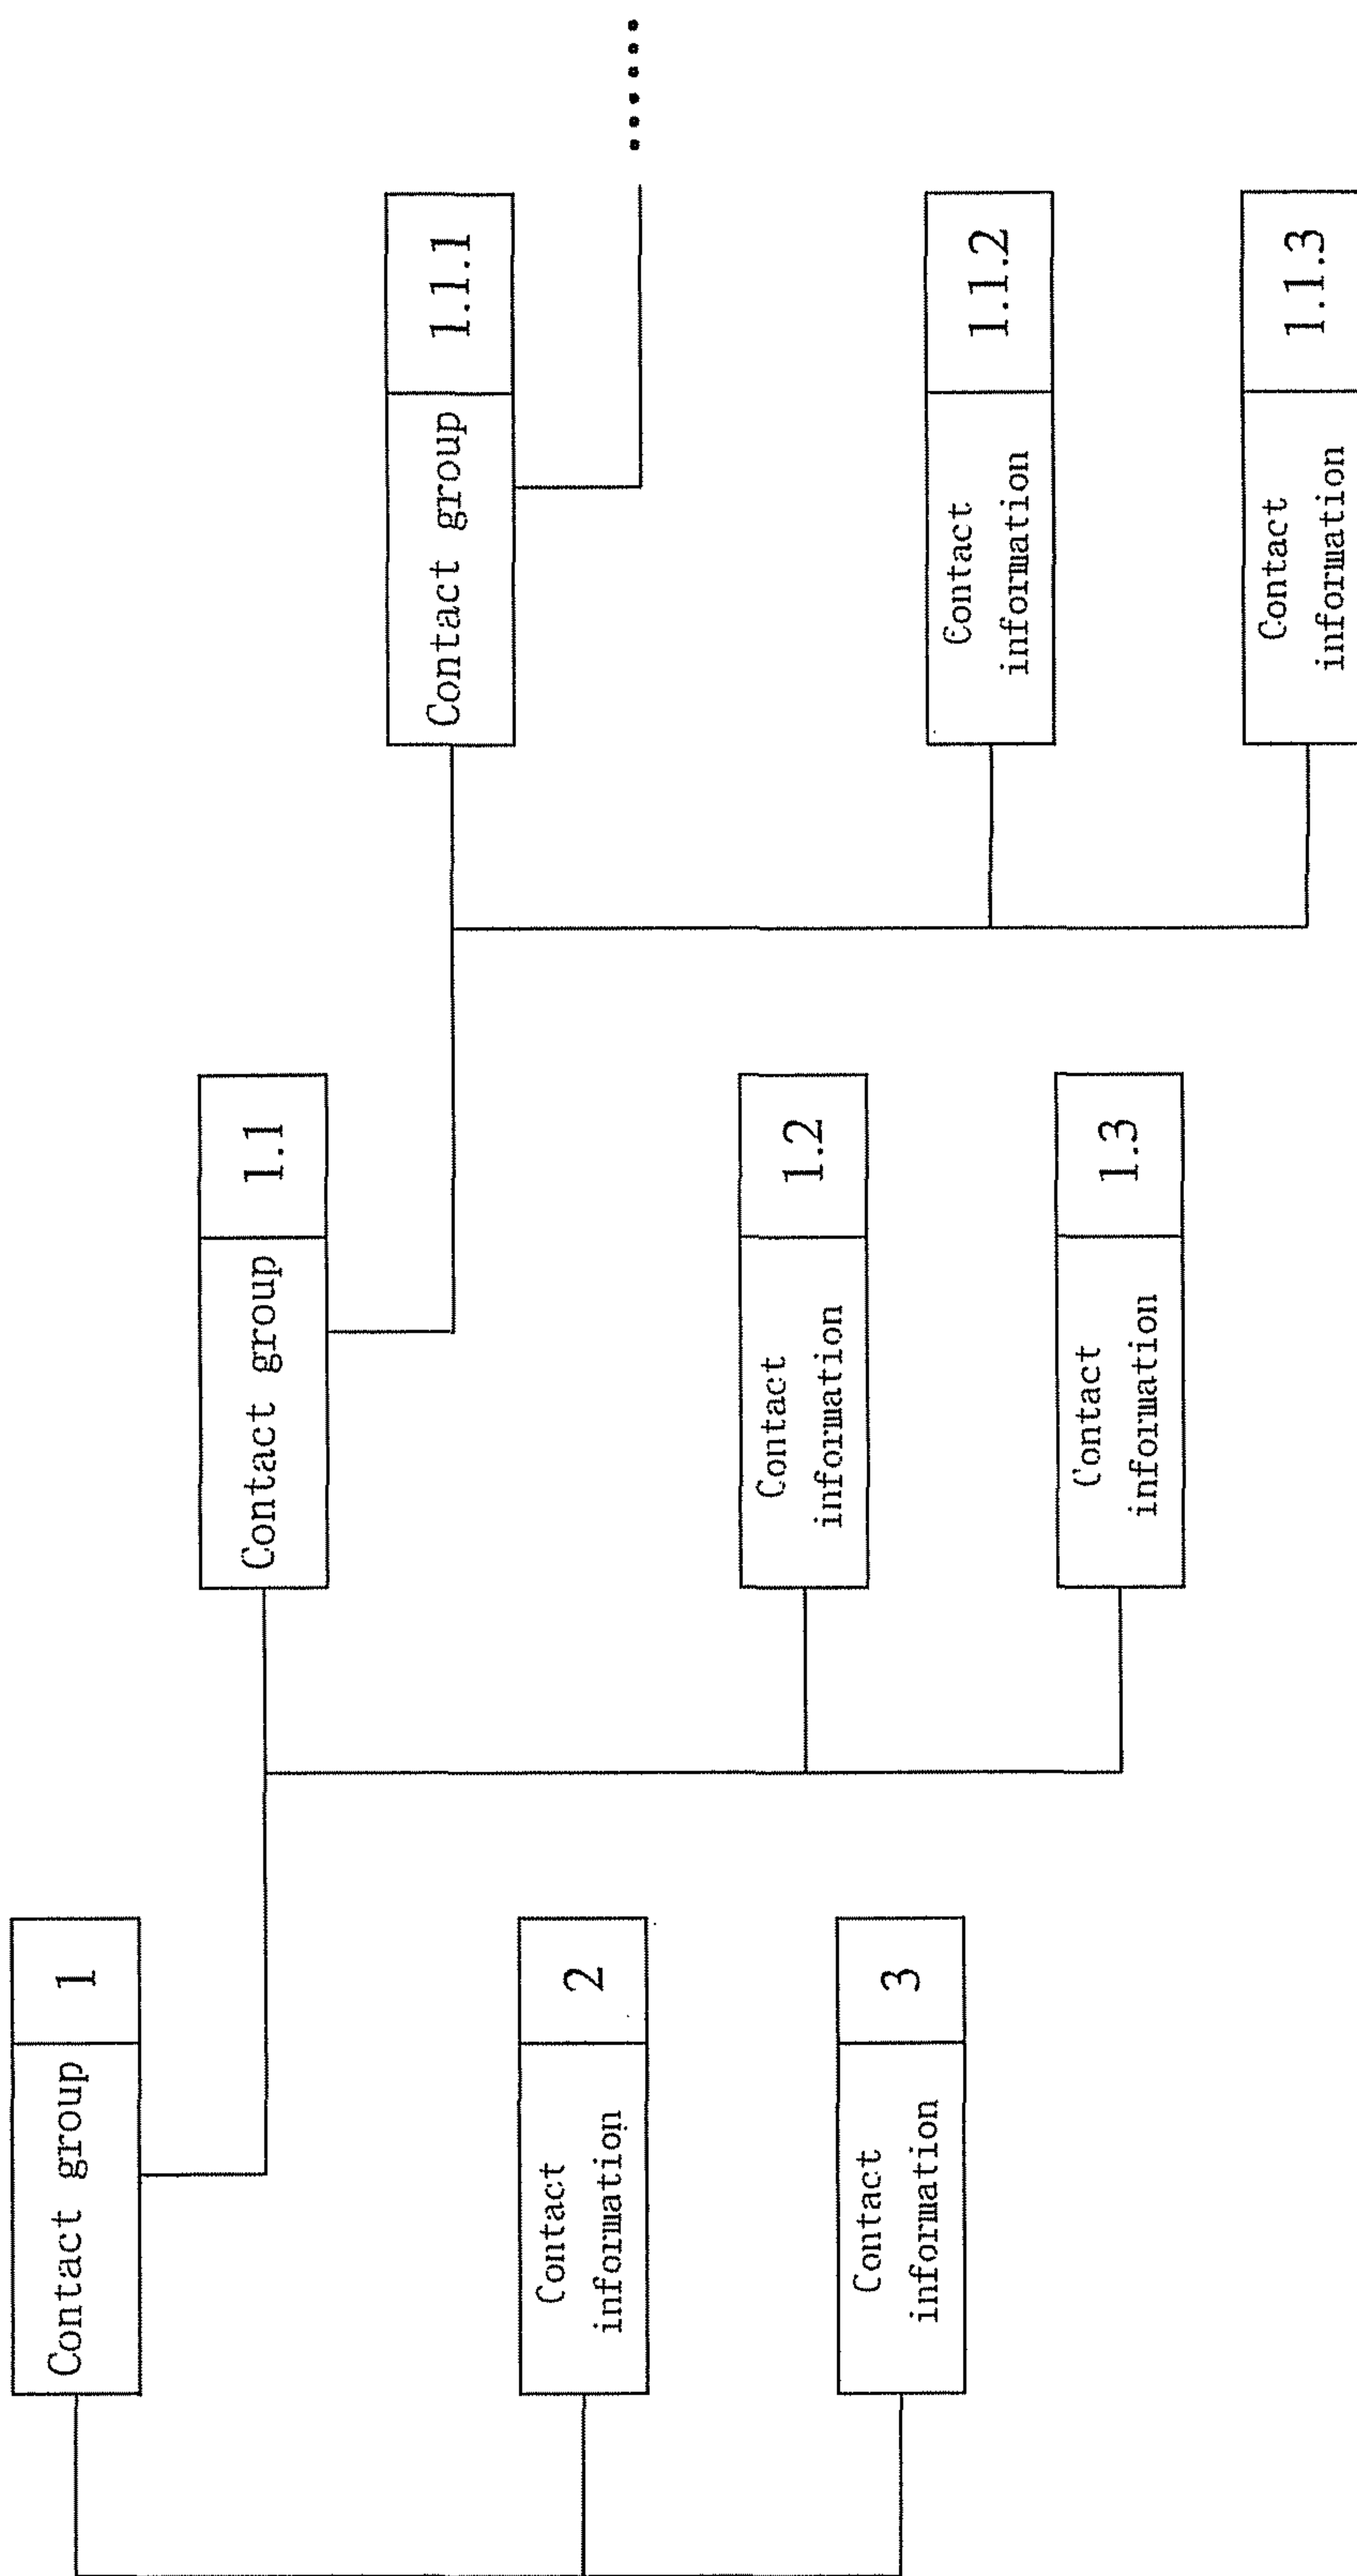 Contact group 1
Contact
information 2
Contact
information 3
Contact group 1.1
Contact
information 1.2
Contact
information 1.3
Contact group 1.1.1
Contact
information 1.1.2
Contact
information 1.1.3
......